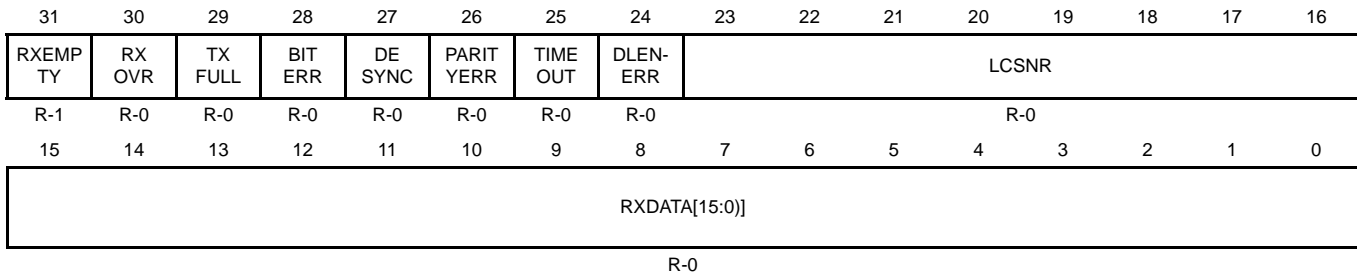 31 30 29 28 27 26 25 24 23 22 21 20 19 18 17 16
RXEMP RX TX BIT DE PARIT TIME DLEN-
TY OVR FULL ERR SYNC YERR OUT ERR LCSNR
R-1 R-0 R-0 R-0 R-0 R-0 R-0 R-0 R-0
15 14 13 12 11 10 9 8 7 6 5 4 3 2 1 0
RXDATA[15:0)]
R-0